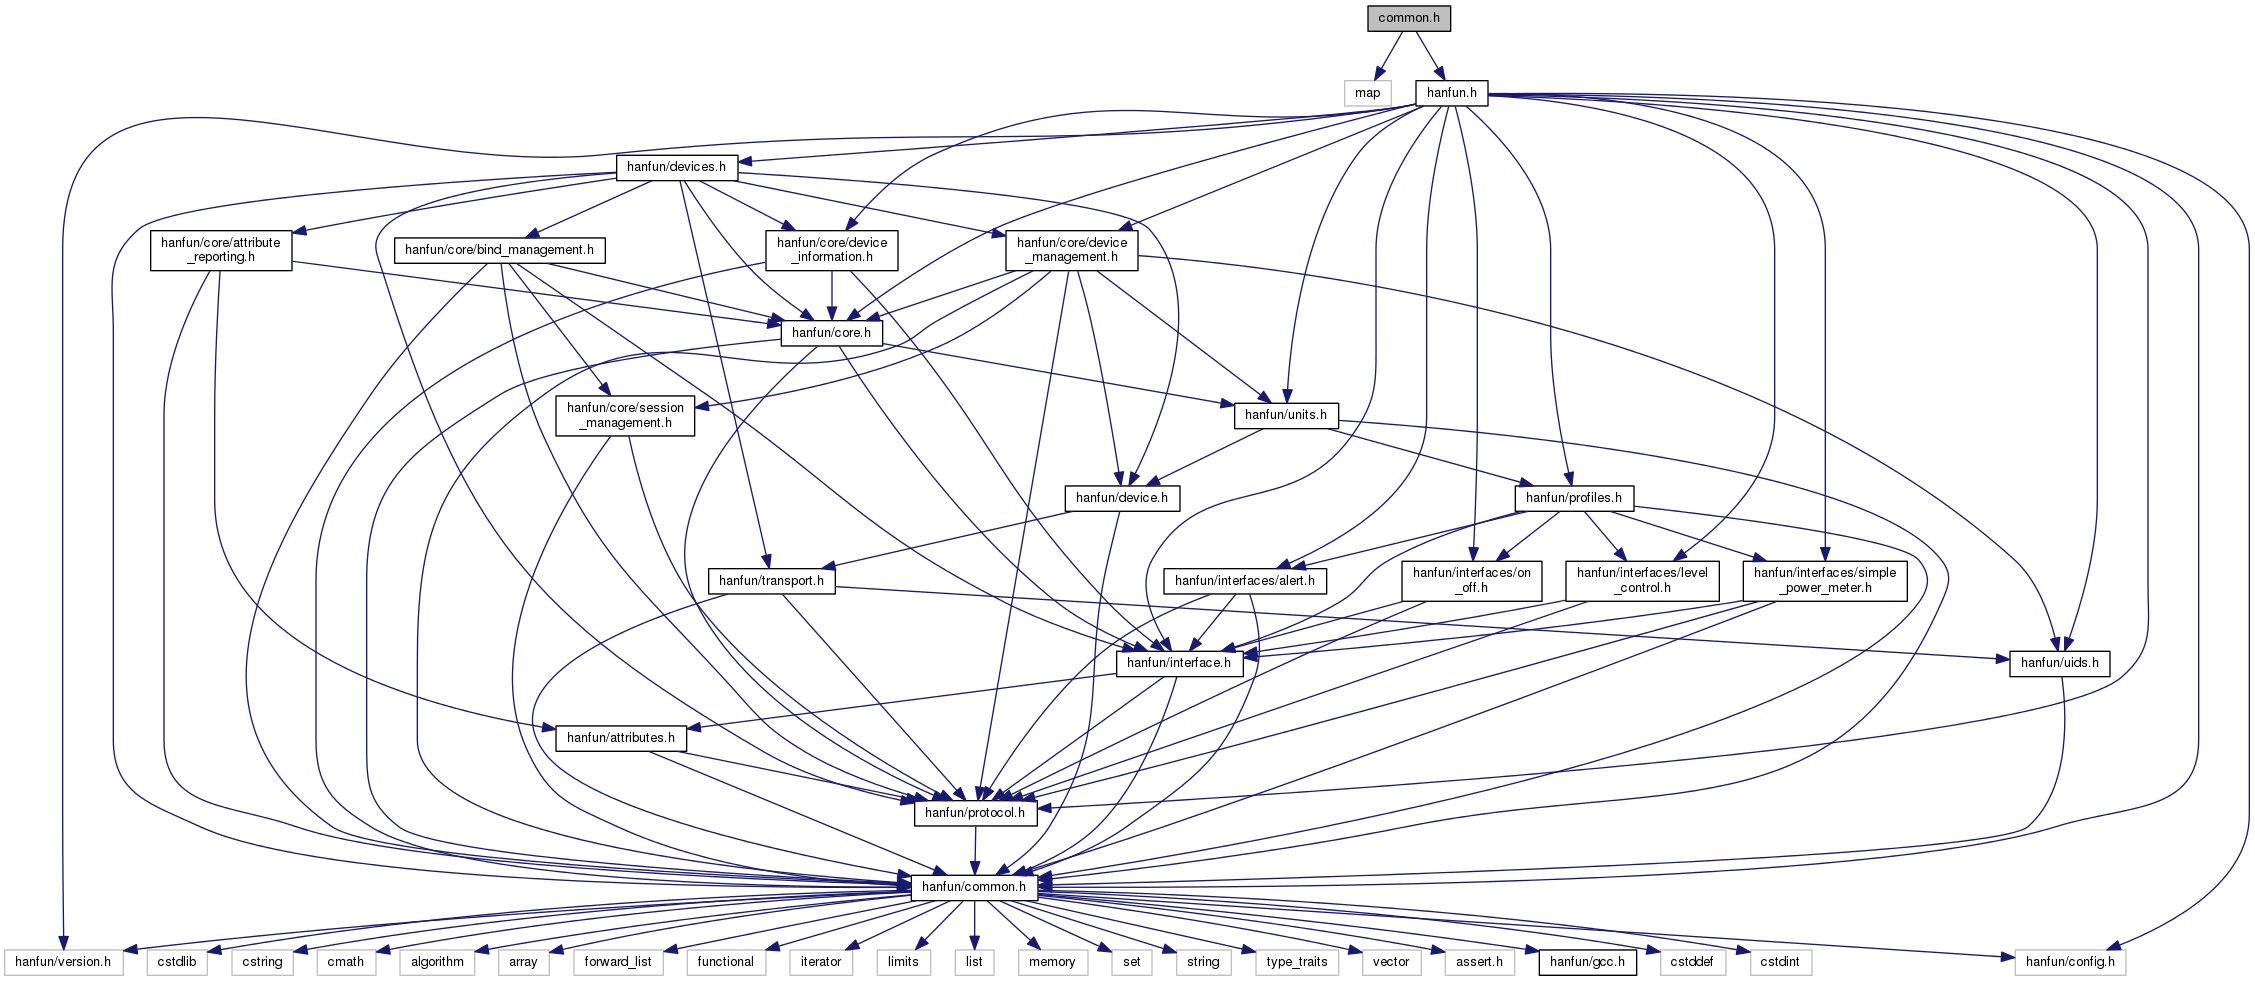 common.h
map
hanfun.h
hanfun/devices.h
hanfun/core/attribute
_reporting.h
hanfun/core/bind_management.h
hanfun/core/device
_information.h
hanfun/core/device
_management.h
hanfun/core.h
hanfun/core/session
_management.h
hanfun/units.h
hanfun/device.h
hanfun/profiles.h
hanfun/transport.h
hanfun/interfaces/alert.h
hanfun/interfaces/on
_off.h
hanfun/interfaces/level
_control.h
hanfun/interfaces/simple
_power_meter.h
hanfun/interface.h
hanfun/uids.h
hanfun/attributes.h
hanfun/protocol.h
hanfun/common.h
hanfun/version.h
cstdlib
cstring
cmath
algorithm
array
forward_list
functional
iterator
limits
list
memory
set
string
type_traits
vector
assert.h
hanfun/gcc.h
cstddef
cstdint
hanfun/config.h